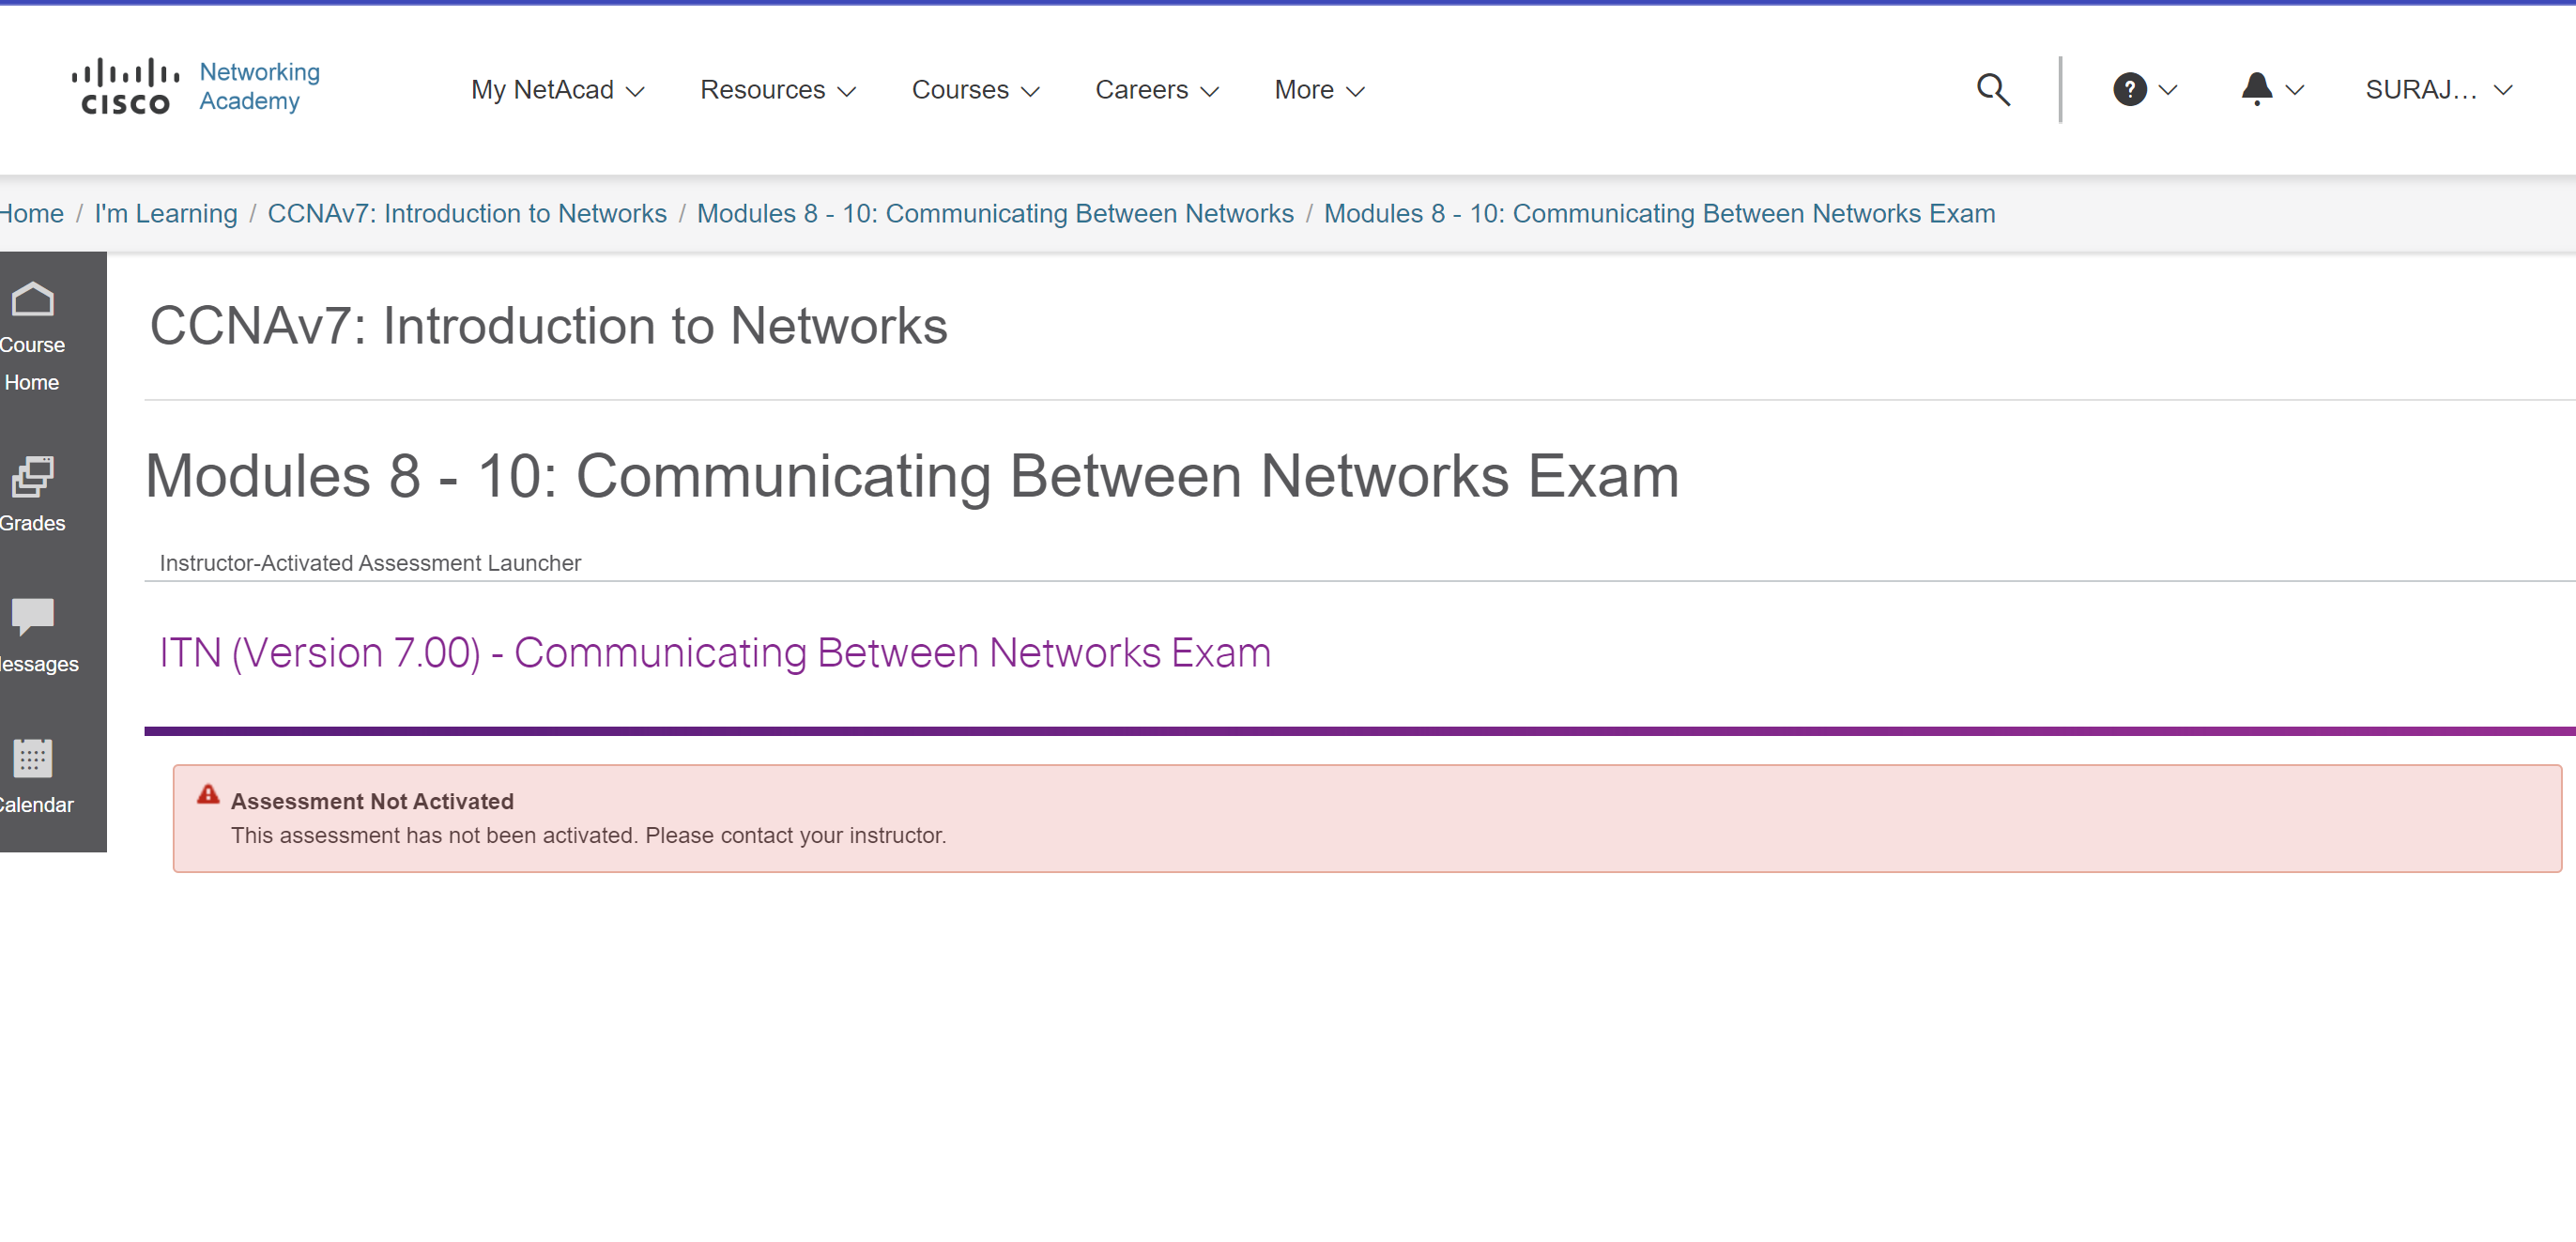 Networking
CISCO Academy
My NetAcad Resources Courses Careers More SURAJ...
Home / I'm Learning / CCNAv7: Introduction to Networks / Modules 8 - 10: Communicating Between Networks / Modules 8 - 10: Communicating Between Networks Exam
CCNAv7: Introduction to Networks
Course
Home
Modules 8 - 10: Communicating Between Networks Exam
Grades
Instructor-Activated Assessment Launcher
ITN (Version 7.00) - Communicating Between Networks Exam
essages
Calendar
Assessment Not Activated
This assessment has not been activated. Please contact your instructor.